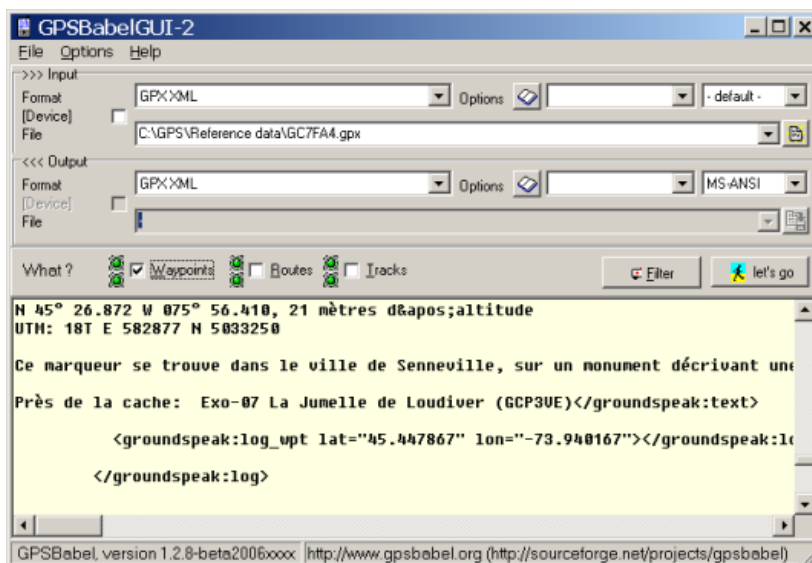 GPSBabelGUI-2
File Options Help
>>> Input
Format GPX XML Options - default -
[Device]
File C:\GPS\Reference data\GC7FA4.gpx
<<< Output
Format GPX XML Options MS-ANSI
[Device]
File -
What ? Waypoints Routes Tracks Filter let's go
N 45° 26.872 W 075° 56.410, 21 mètres d&apos;altitude
UTM: 18T E 582877 N 5033250
Ce marqueur se trouve dans le ville de Senneville, sur un monument décrivant une
Près de la cache: Exo-07 La Jumelle de Loudiver (GCP3VE)</groundspeak:text>
<groundspeak:log_wpt lat="45.447867" lon="-73.940167"></groundspeak:lo
</groundspeak:log>
GPSBabel, version 1.2.8-beta2006xxxx http://www.gpsbabel.org (http://sourceforge.net/projects/gpsbabel)